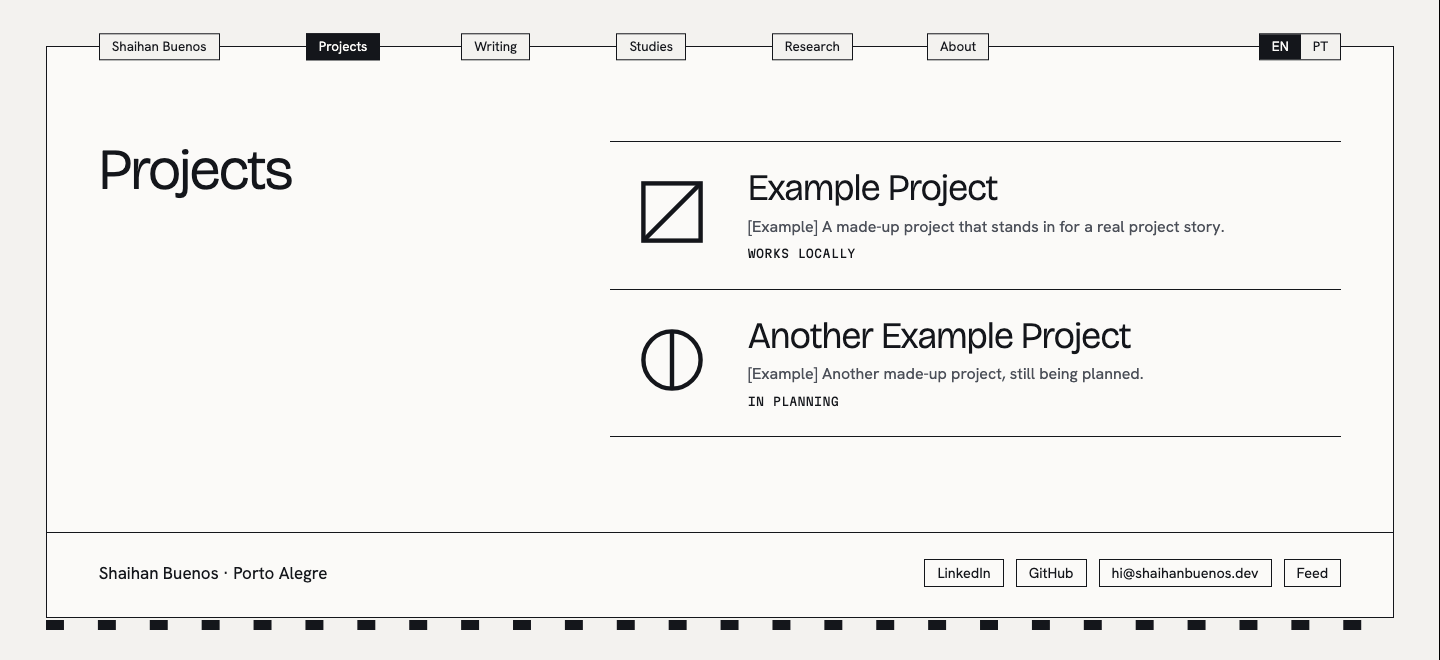 Shaihan Buenos
Projects
Writing
Studies
Research
About
EN
PT
Projects
Example Project
[Example] A made-up project that stands in for a real project story.
WORKS LOCALLY
Another Example Project
[Example] Another made-up project, still being planned.
IN PLANNING
Shaihan Buenos · Porto Alegre
LinkedIn
GitHub
hi@shaihanbuenos.dev
Feed